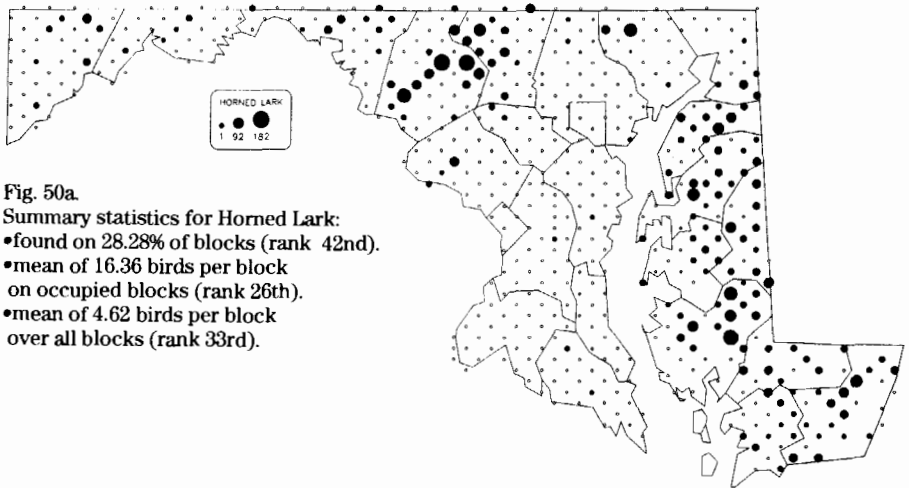 HORNED LARK
1 92 182
Fig. 50a.
Summary statistics for Horned Lark:
•found on 28.28% of blocks (rank 42nd).
•mean of 16.36 birds per block
on occupied blocks (rank 26th).
•mean of 4.62 birds per block
over all blocks (rank 33rd).